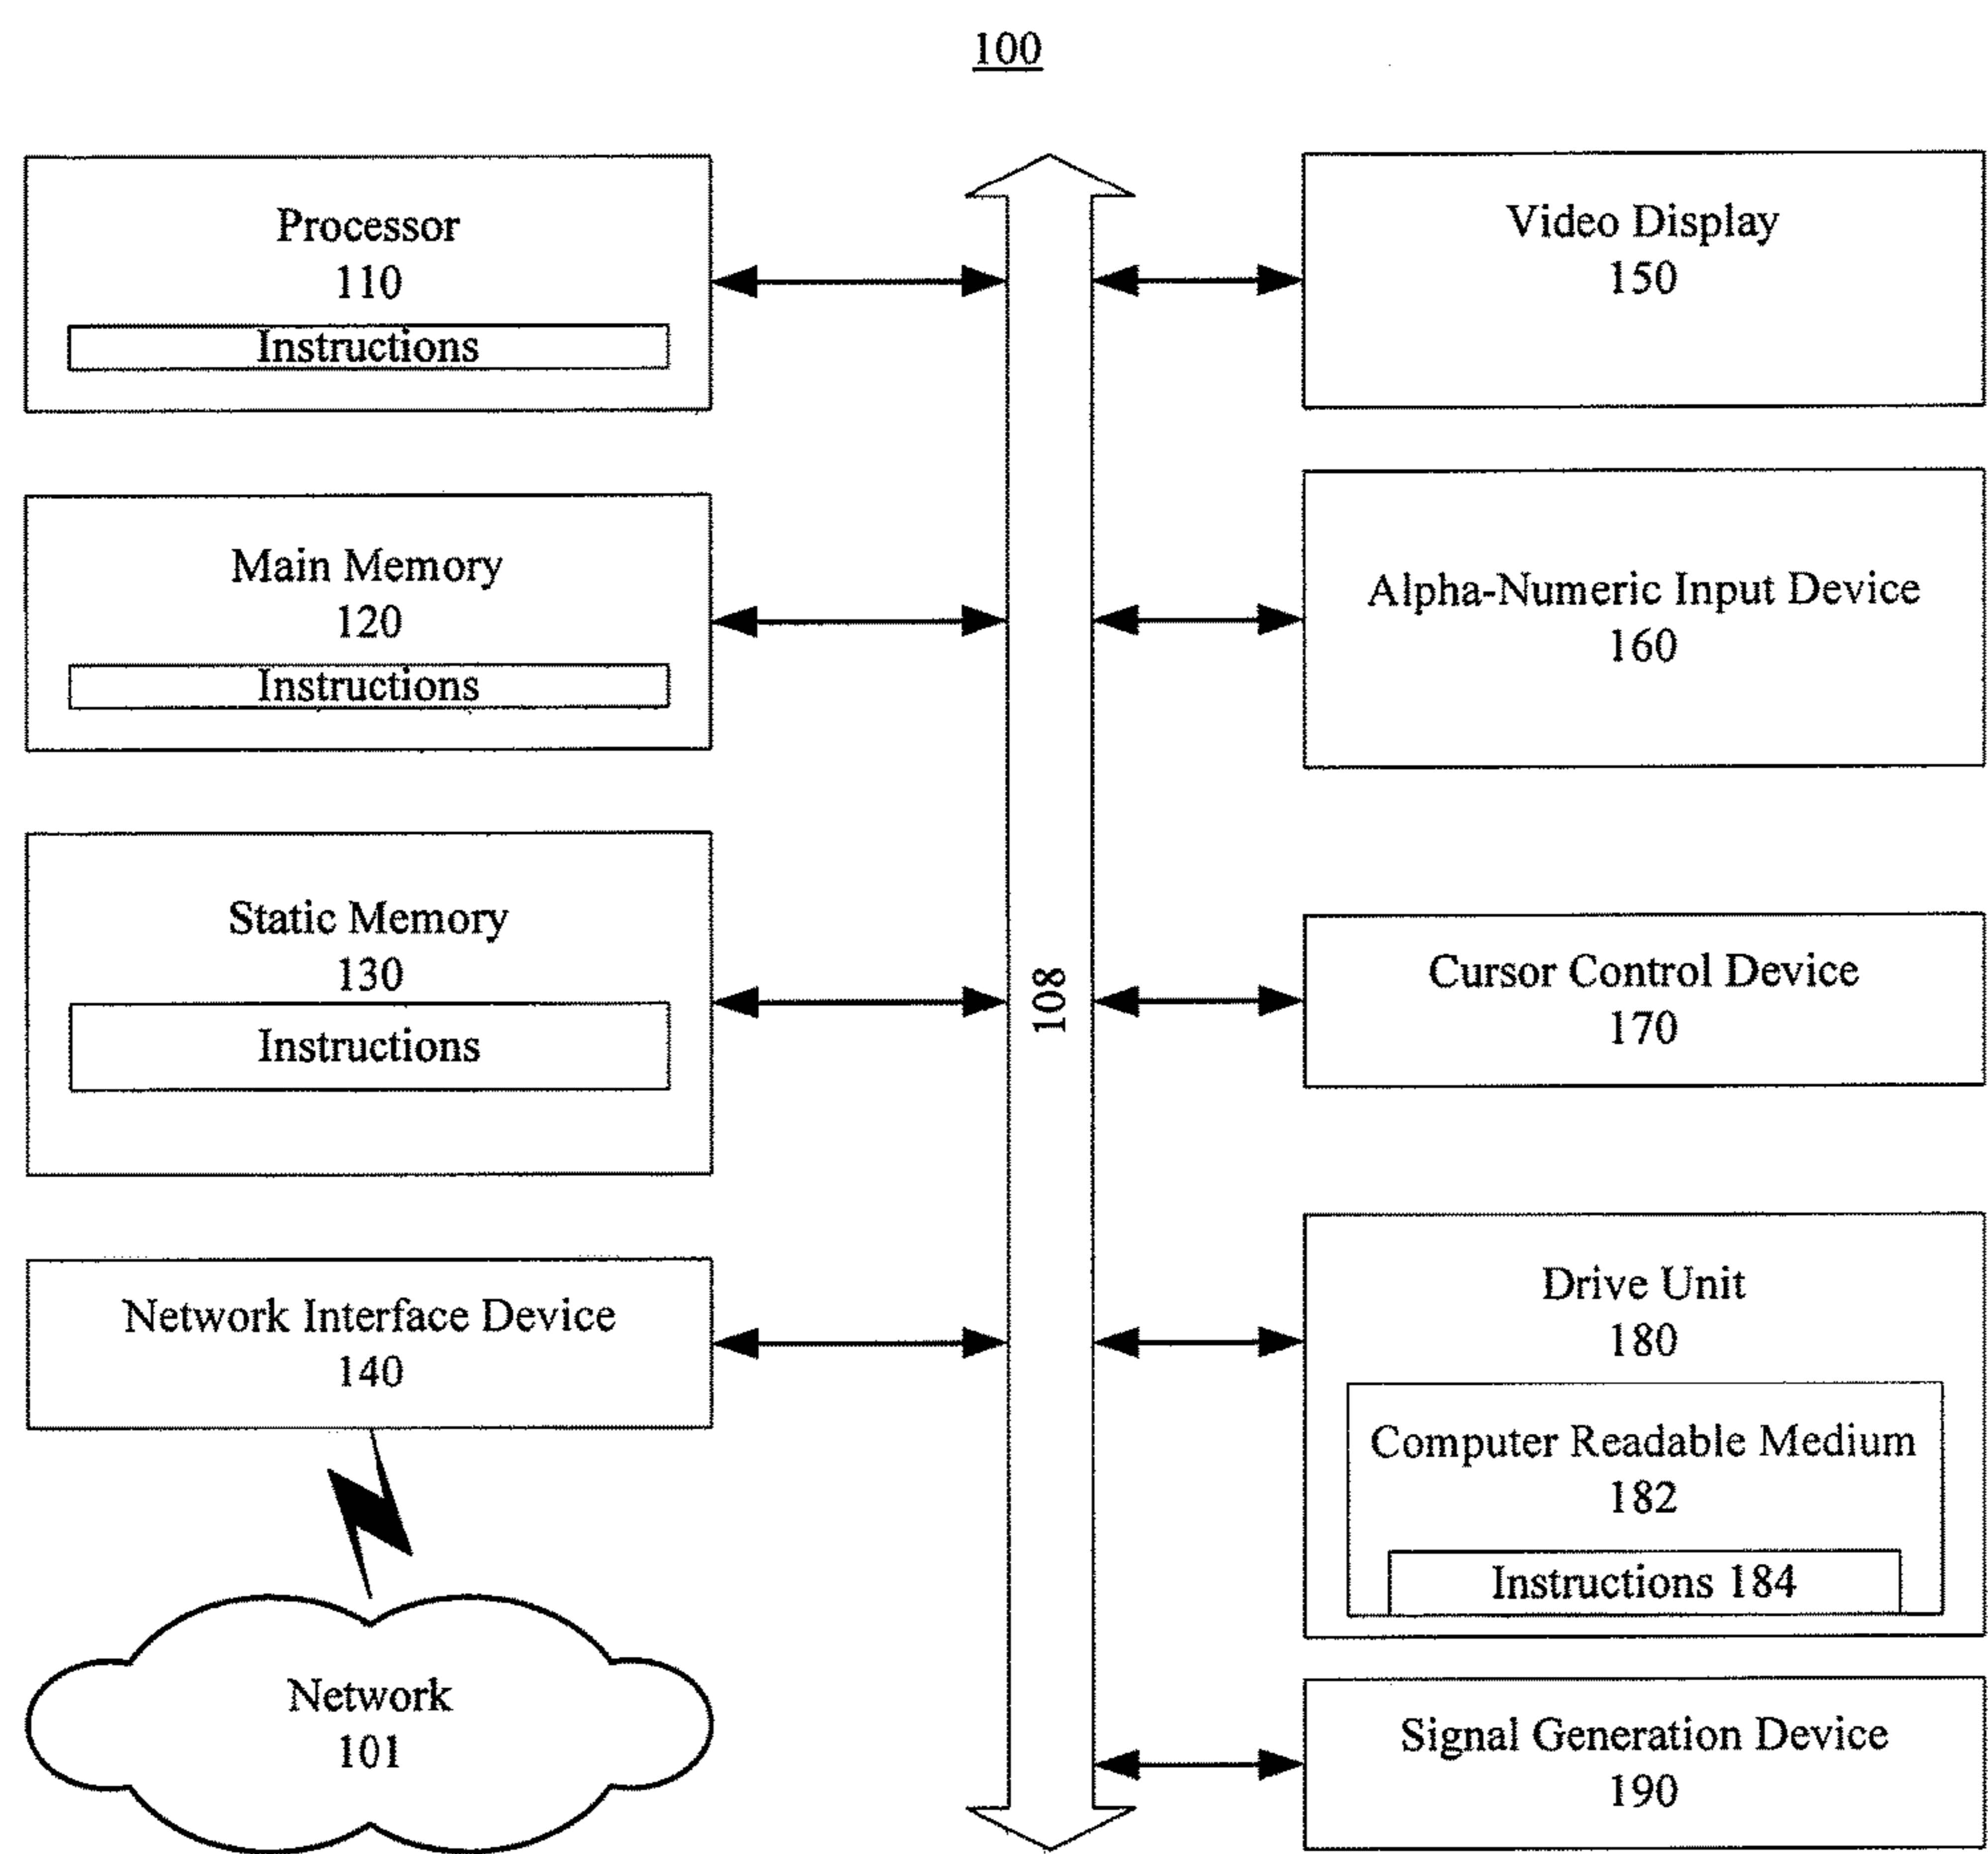 100
Processor
110
Instructions
Main Memory
120
Instructions
Static Memory
130
Instructions
Network Interface Device
140
Network
101
108
Video Display
150
Alpha-Numeric Input Device
160
Cursor Control Device
170
Drive Unit
180
Computer Readable Medium
182
Instructions 184
Signal Generation Device
190